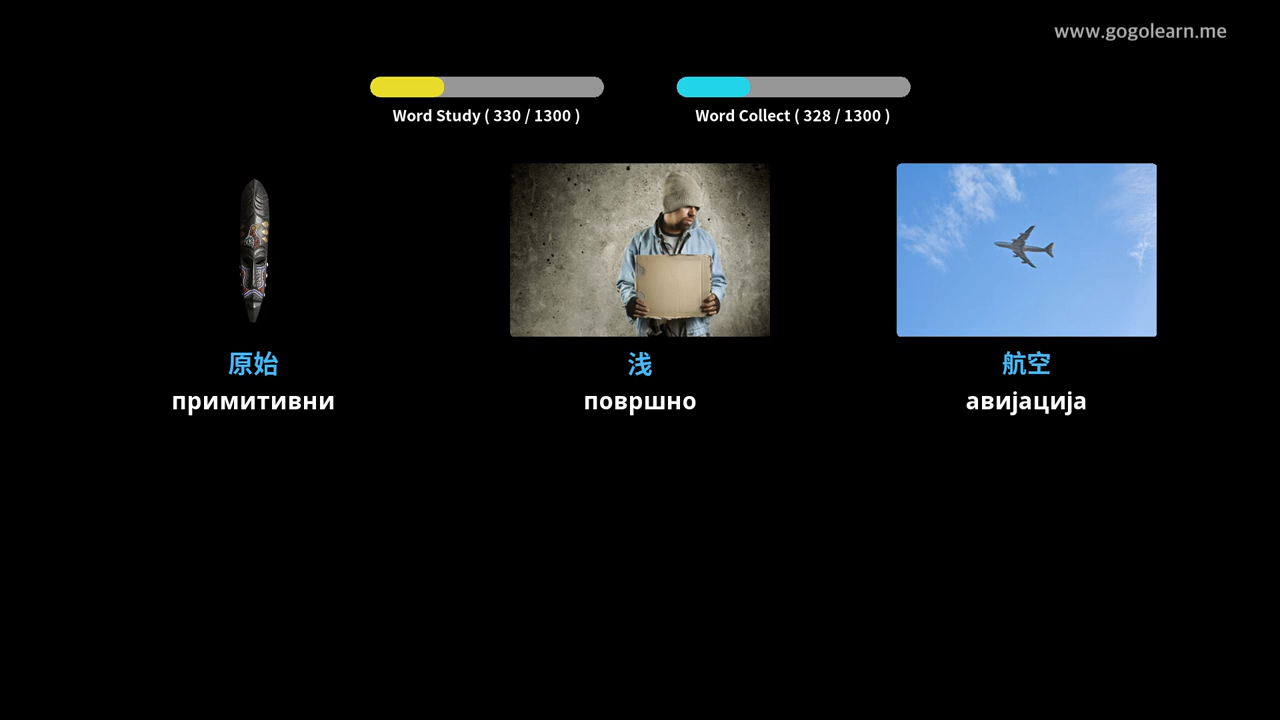 www.gogolearn.me
Word Study ( 330 / 1300 )
Word Collect ( 328 / 1300 )
原始
примитивни
浅
површно
航空
авијација